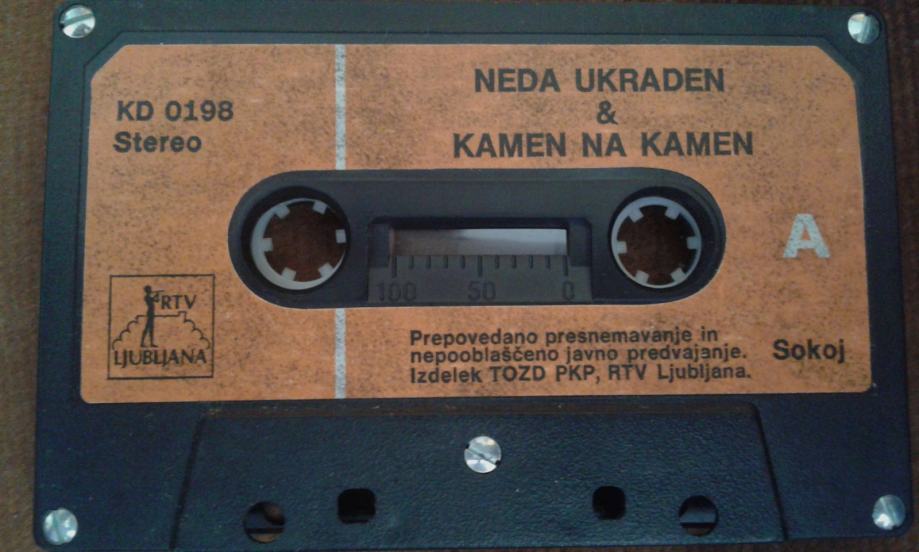 KD 0198
Stereo
NEDA UKRADEN
&
KAMEN NA KAMEN
A
100 50 0
RTV
LJUBLJANA
Prepovedano presnemavanje in
nepooblaščeno javno predvajanje.
Izdelek TOZD PKP, RTV Ljubljana.
Sokoj